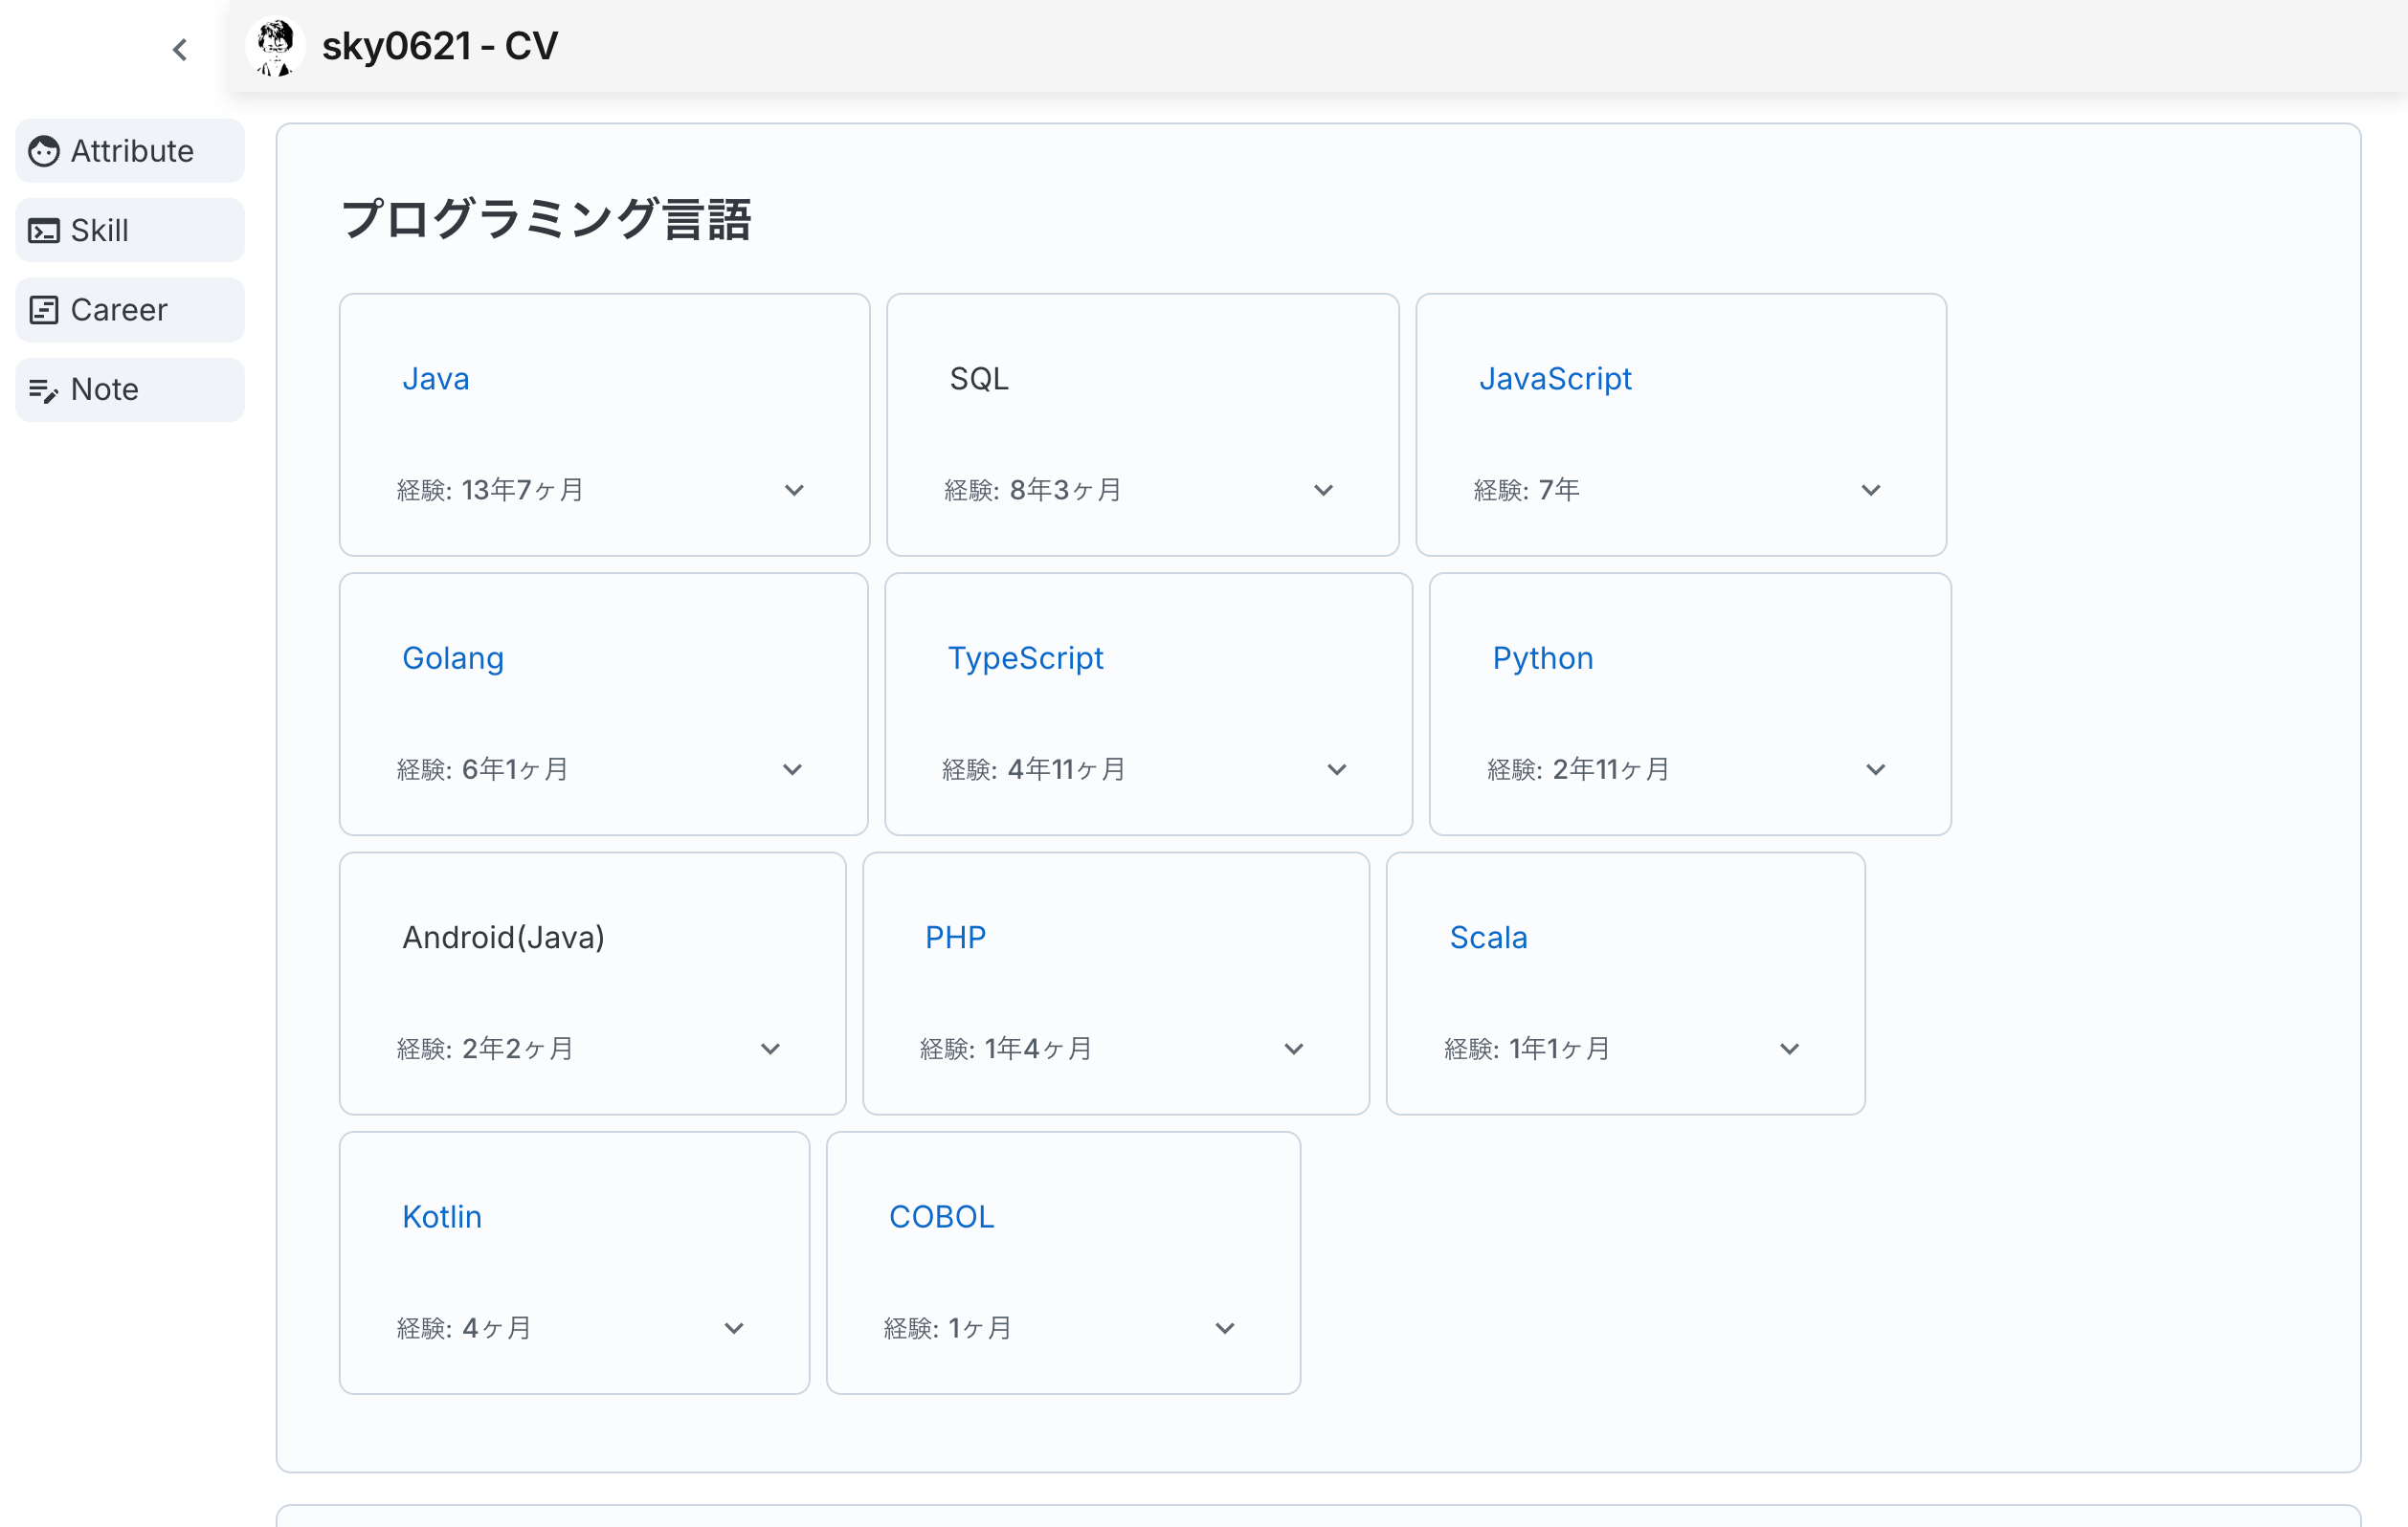 sky0621 - CV
Attribute
Skill
Career
Note
プログラミング言語
Java
経験: 13年7ヶ月
SQL
経験: 8年3ヶ月
JavaScript
経験: 7年
Golang
経験: 6年1ヶ月
TypeScript
経験: 4年11ヶ月
Python
経験: 2年11ヶ月
Android(Java)
経験: 2年2ヶ月
PHP
経験: 1年4ヶ月
Scala
経験: 1年1ヶ月
Kotlin
経験: 4ヶ月
COBOL
経験: 1ヶ月